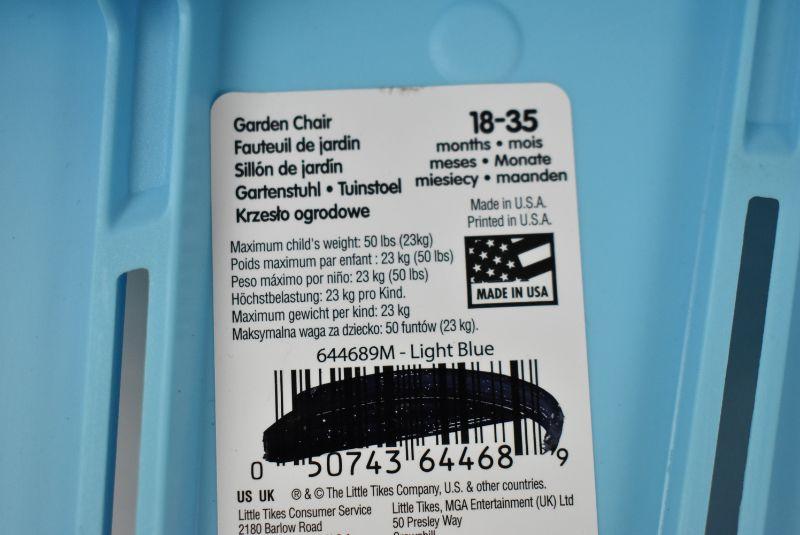 Garden Chair
Fauteuil de jardin
Sillón de jardín
Gartenstuhl • Tuinstoel
Krzesło ogrodowe
18-35
months • mois
meses • Monate
miesiecy • maanden
Made in U.S.A.
Printed in U.S.A.
MADE IN USA
Maximum child's weight: 50 lbs (23kg)
Poids maximum par enfant : 23 kg (50 lbs)
Peso máximo por niño: 23 kg (50 lbs)
Höchstbelastung: 23 kg pro Kind.
Maximum gewicht per kind: 23 kg
Maksymalna waga za dziecko: 50 funtów (23 kg).
644689M - Light Blue
0 50743 64468 9
US UK ® & © The Little Tikes Company, U.S. & other countries.
Little Tikes Consumer Service
2180 Barlow Road
Little Tikes, MGA Entertainment (UK) Ltd
50 Presley Way